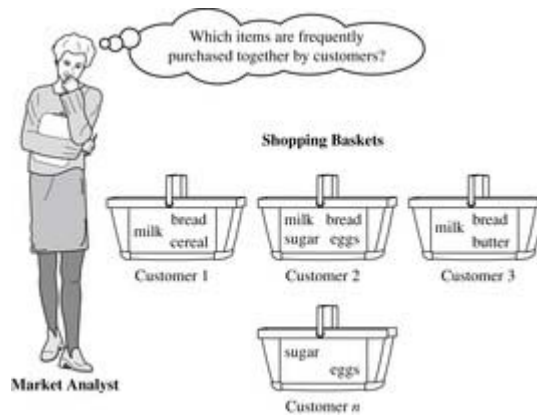 Which items are frequently
purchased together by customers?
Shopping Baskets
milk bread
cereal
Customer 1
milk bread
sugar eggs
Customer 2
milk bread
butter
Customer 3
sugar
eggs
Customer n
Market Analyst